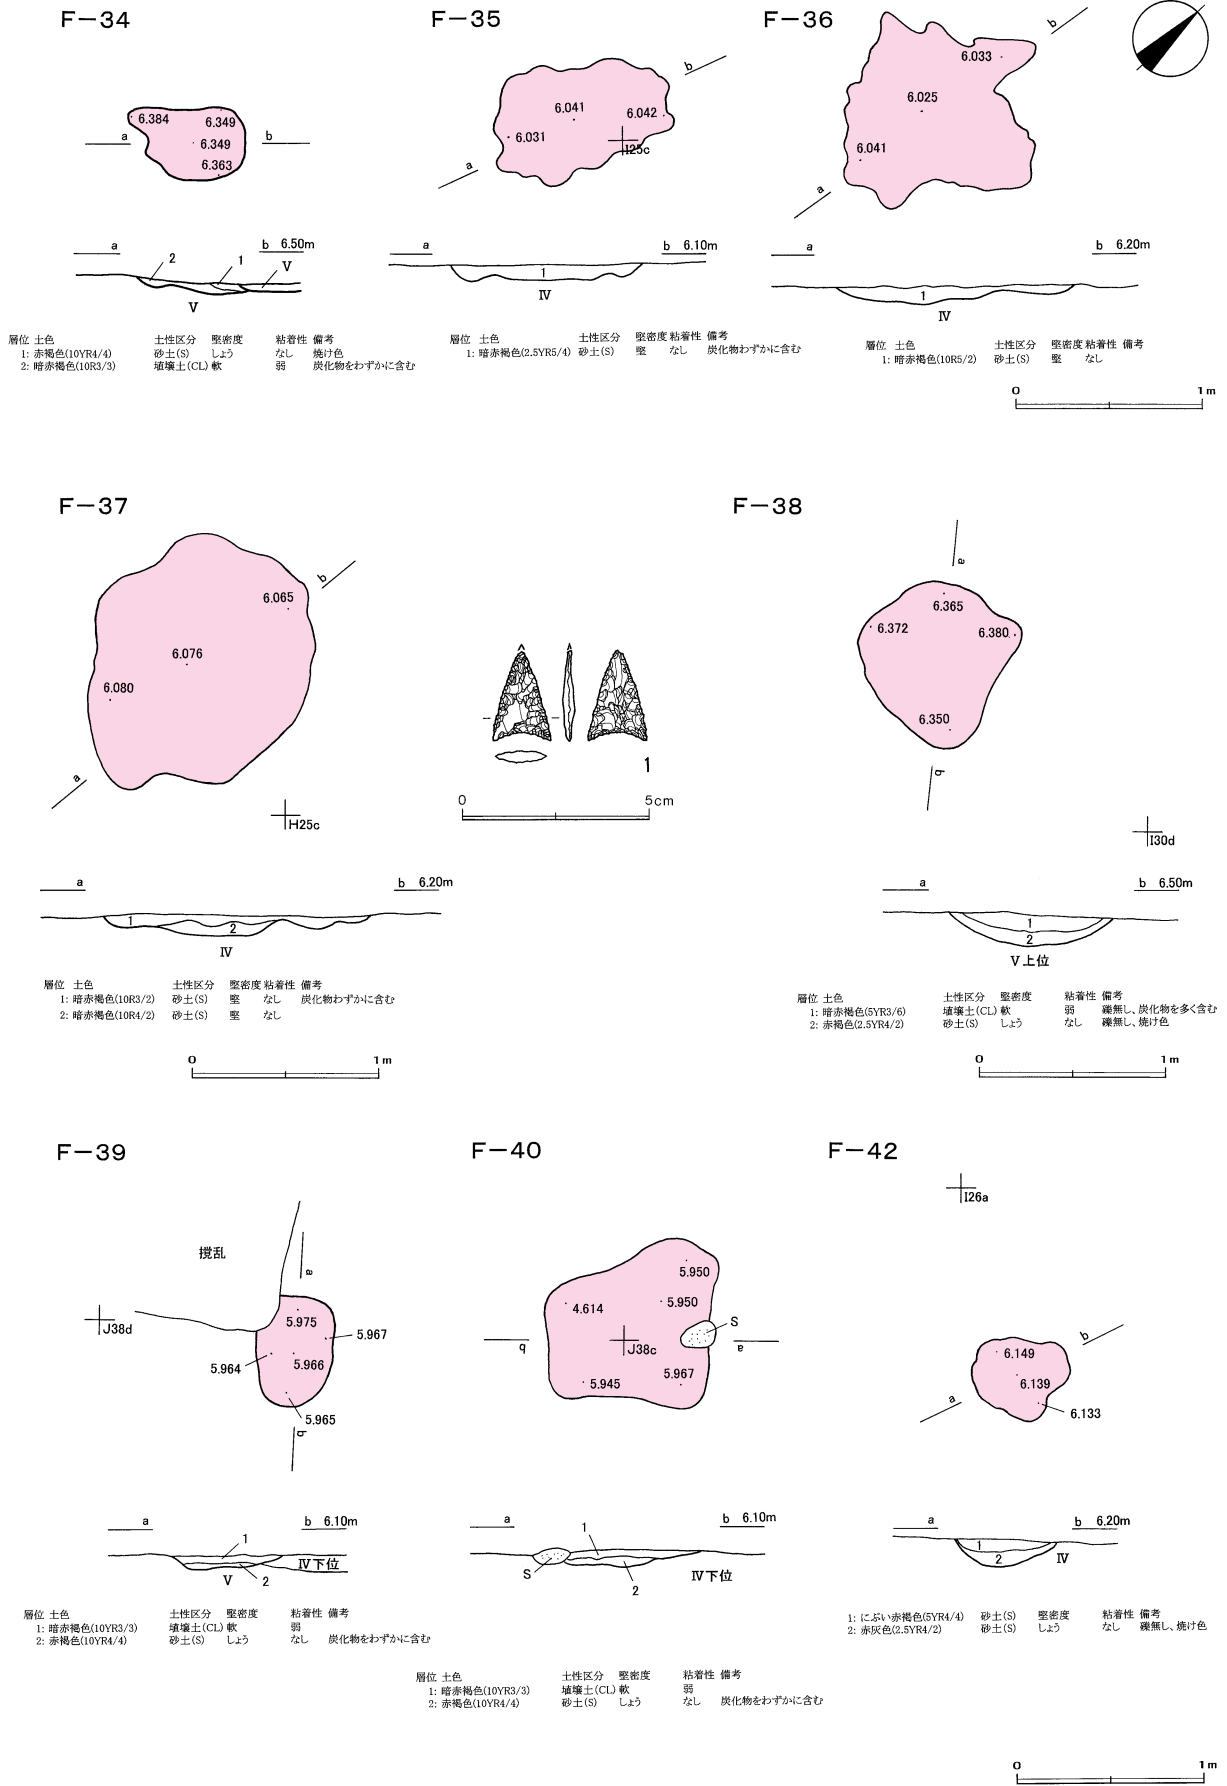 F-34
6.384
6.349
6.349
6.363
a
b
a
b 6.50m
2
1
V
V
層位 土色 土性区分 堅密度 粘着性 備考
1: 赤褐色(10YR4/4) 砂土(S) しょう なし 焼け色
2: 暗赤褐色(10R3/3) 埴壌土(CL) 軟 弱 炭化物をわずかに含む
F-35
b
6.041
6.042
6.031
I25c
a
a
b 6.10m
1
Ⅳ
層位 土色 土性区分 堅密度 粘着性 備考
1: 暗赤褐色(2.5YR5/4) 砂土(S) 堅 なし 炭化物わずかに含む
F-36
b
6.033
6.025
6.041
a
a
b 6.20m
1
Ⅳ
層位 土色 土性区分 堅密度 粘着性 備考
1: 暗赤褐色(10R5/2) 砂土(S) 堅 なし
0 1m
F-37
b
6.065
6.076
6.080
a
H25c
1
0 5cm
a
b 6.20m
1
2
Ⅳ
層位 土色 土性区分 堅密度 粘着性 備考
1: 暗赤褐色(10R3/2) 砂土(S) 堅 なし 炭化物わずかに含む
2: 暗赤褐色(10R4/2) 砂土(S) 堅 なし
0 1m
F-38
a
6.365
6.372
6.380
6.350
b
I30d
a
b 6.50m
1
2
Ⅴ上位
層位 土色 土性区分 堅密度 粘着性 備考
1: 暗赤褐色(5YR3/6) 埴壌土(CL) 軟 弱 礫無し、炭化物を多く含む
2: 赤褐色(2.5YR4/2) 砂土(S) しょう なし 礫無し、焼け色
0 1m
F-39
撹乱
a
J38d
5.975
5.967
5.964
5.966
5.965
b
a
b 6.10m
1
Ⅳ下位
V
2
層位 土色 土性区分 堅密度 粘着性 備考
1: 暗赤褐色(10YR3/3) 埴壌土(CL) 軟 弱
2: 赤褐色(10YR4/4) 砂土(S) しょう なし 炭化物をわずかに含む
F-40
5.950
4.614
5.950
S
b
J38c
a
5.945
5.967
a
b 6.10m
1
S
2
Ⅳ下位
層位 土色 土性区分 堅密度 粘着性 備考
1: 暗赤褐色(10YR3/3) 埴壌土(CL) 軟 弱
2: 赤褐色(10YR4/4) 砂土(S) しょう なし 炭化物をわずかに含む
F-42
I26a
b
6.149
6.139
a
6.133
a
b 6.20m
1
2
Ⅳ
1: にぶい赤褐色(5YR4/4) 砂土(S) 堅密度 粘着性 備考
2: 赤灰色(2.5YR4/2) 砂土(S) しょう なし 礫無し、焼け色
0 1m